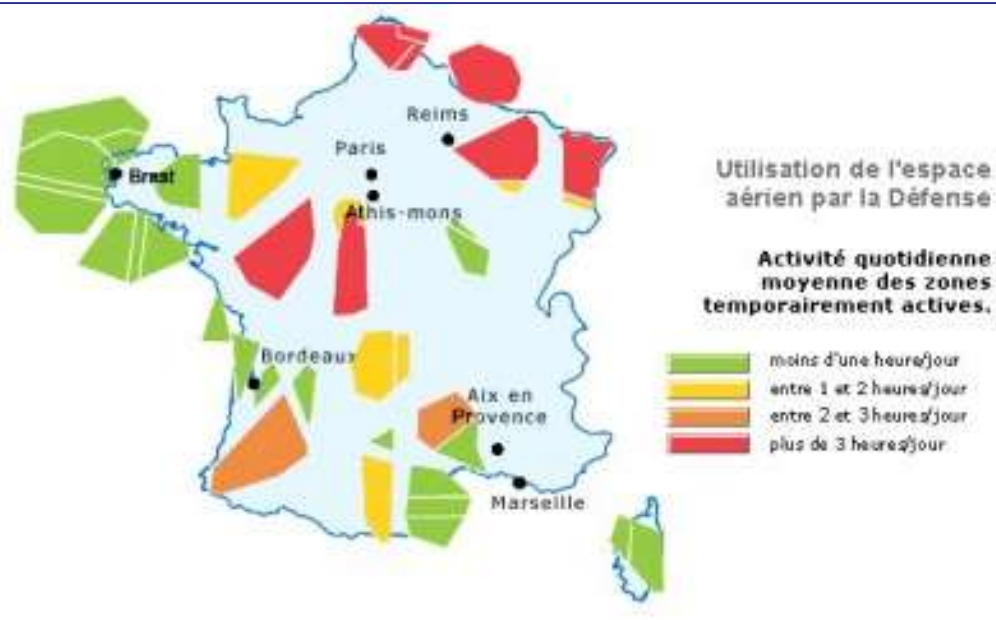 Reims
Paris
Brest
Athis-mons
Bordeaux
Aix en
Provence
Marseille
Utilisation de l'espace
aérien par la Défense
Activité quotidienne
moyenne des zones
temporairement actives.
moins d'une heure/jour
entre 1 et 2 heures/jour
entre 2 et 3 heures/jour
plus de 3 heures/jour